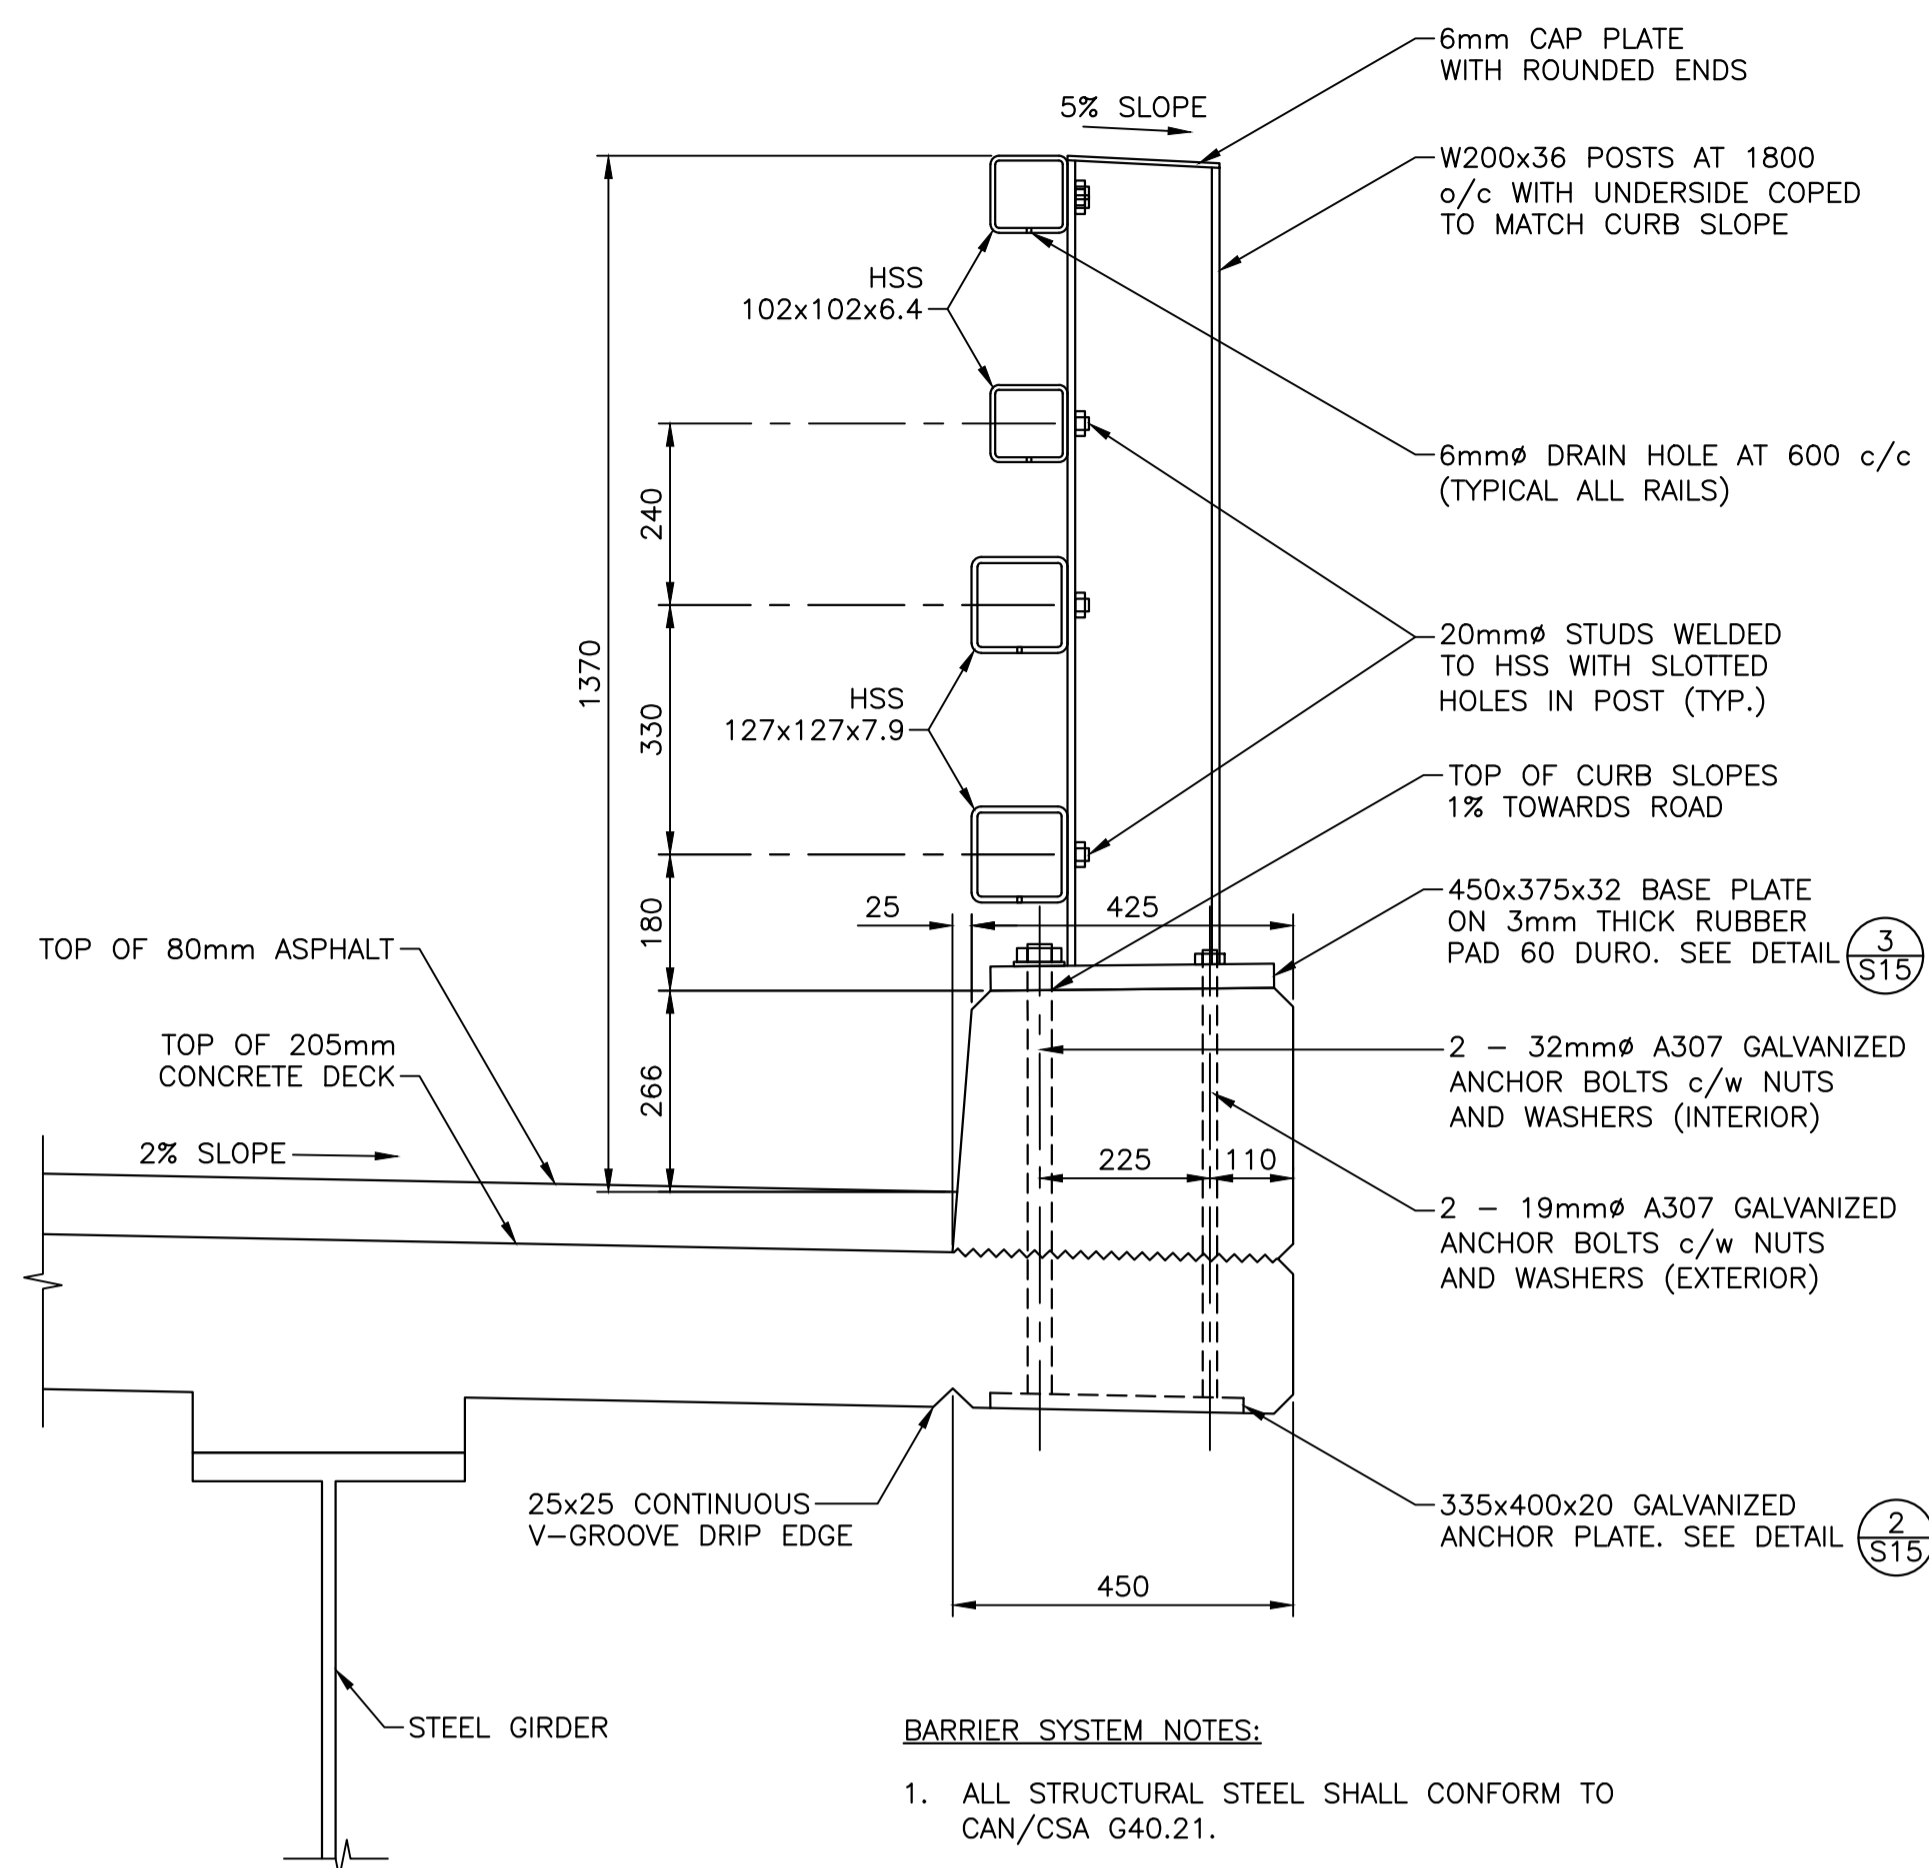 6mm CAP PLATE
WITH ROUNDED ENDS
5% SLOPE
W200x36 POSTS AT 1800
o/c WITH UNDERSIDE COPED
TO MATCH CURB SLOPE
HSS
102x102x6.4
6mmø DRAIN HOLE AT 600 c/c
(TYPICAL ALL RAILS)
240
1370
20mmø STUDS WELDED
TO HSS WITH SLOTTED
HOLES IN POST (TYP.)
HSS
127x127x7.9
330
TOP OF CURB SLOPES
1% TOWARDS ROAD
25
425
180
450x375x32 BASE PLATE
ON 3mm THICK RUBBER
PAD 60 DURO. SEE DETAIL
3
S15
TOP OF 80mm ASPHALT
TOP OF 205mm
CONCRETE DECK
266
2 – 32mmø A307 GALVANIZED
ANCHOR BOLTS c/w NUTS
AND WASHERS (INTERIOR)
2% SLOPE
225
110
2 – 19mmø A307 GALVANIZED
ANCHOR BOLTS c/w NUTS
AND WASHERS (EXTERIOR)
25x25 CONTINUOUS
V–GROOVE DRIP EDGE
335x400x20 GALVANIZED
ANCHOR PLATE. SEE DETAIL
2
S15
450
STEEL GIRDER
BARRIER SYSTEM NOTES:
1. ALL STRUCTURAL STEEL SHALL CONFORM TO
CAN/CSA G40.21.